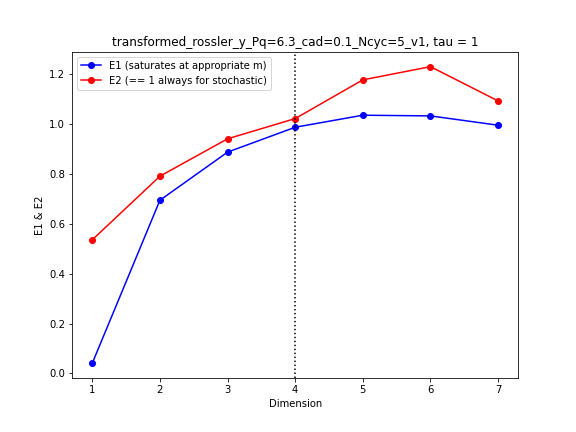 transformed_rossler_y_Pq=6.3_cad=0.1_Ncyc=5_v1, tau = 1
E1 (saturates at appropriate m)
E2 (== 1 always for stochastic)
E1 & E2
1.2
1.0
0.8
0.6
0.4
0.2
0.0
1 2 3 4 5 6 7
Dimension